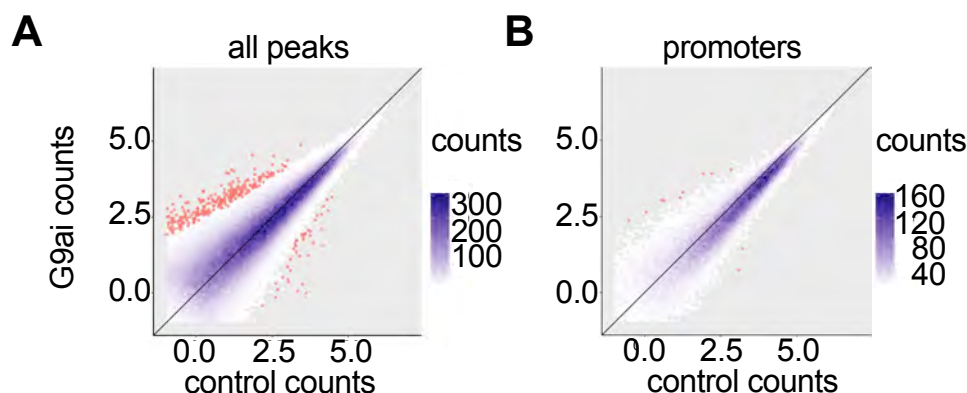 A
B
all peaks
promoters
G9ai counts
5.0
2.5
0.0
0.0 2.5 5.0
control counts
counts
300
200
100
5.0
2.5
0.0
0.0 2.5 5.0
control counts
counts
160
120
80
40